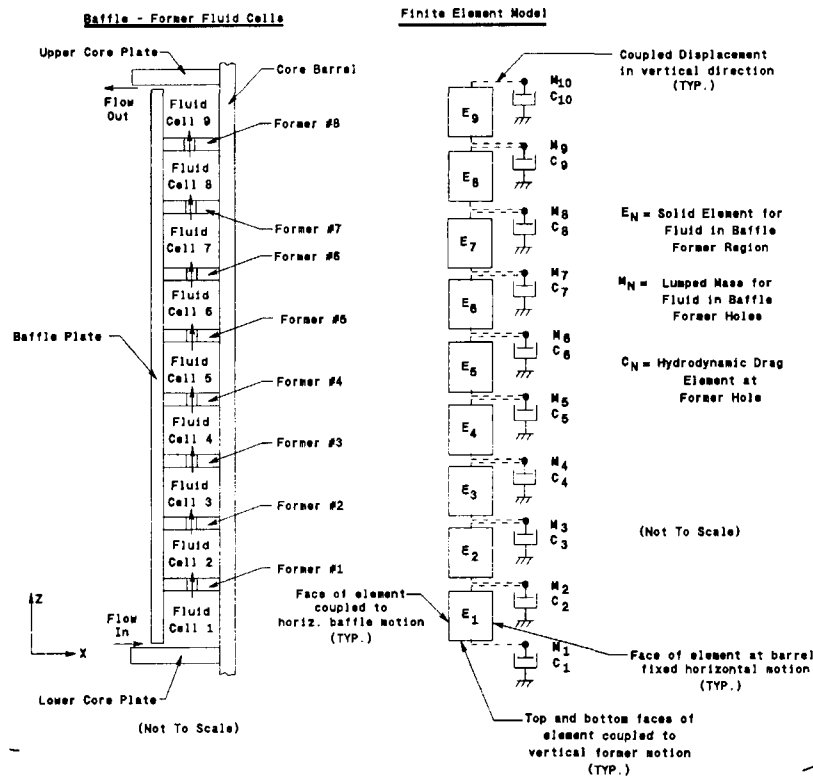 Baffle - Former Fluid Cells
Upper Core Plate
Core Barrel
Flow
Out
Fluid
Cell 9
Former #8
Fluid
Cell 8
Former #7
Fluid
Cell 7
Former #6
Fluid
Cell 6
Former #5
Baffle Plate
Fluid
Cell 5
Former #4
Fluid
Cell 4
Former #3
Fluid
Cell 3
Former #2
Fluid
Cell 2
Former #1
Fluid
Cell 1
Z
X
Flow
In
Lower Core Plate
(Not To Scale)
Finite Element Model
Coupled Displacement
in vertical direction
(TYP.)
M10
C10
E9
M9
C9
E8
M8
C8
E7
M7
C7
E6
M6
C6
E5
M5
C5
E4
M4
C4
E3
M3
C3
E2
M2
C2
E1
M1
C1
EN = Solid Element for
Fluid in Baffle
Former Region
MN = Lumped Mass for
Fluid in Baffle
Former Holes
CN = Hydrodynamic Drag
Element at
Former Hole
(Not To Scale)
Face of element
coupled to
horiz. baffle motion
(TYP.)
Face of element at barrel
fixed horizontal motion
(TYP.)
Top and bottom faces of
element coupled to
vertical former motion
(TYP.)